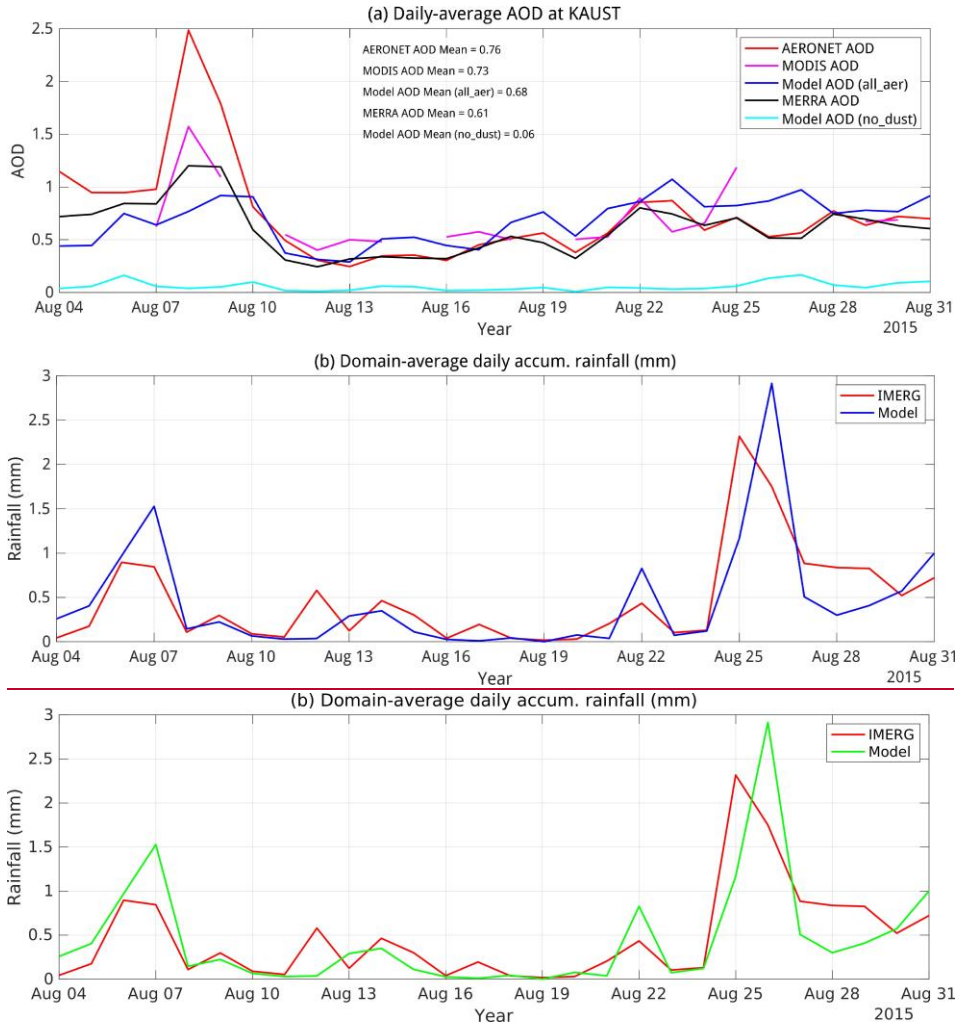 (a) Daily-average AOD at KAUST
2.5
2
1.5
1
0.5
0
AOD
AERONET AOD Mean = 0.76
MODIS AOD Mean = 0.73
Model AOD Mean (all_aer) = 0.68
MERRA AOD Mean = 0.61
Model AOD Mean (no_dust) = 0.06
AERONET AOD
MODIS AOD
Model AOD (all_aer)
MERRA AOD
Model AOD (no_dust)
Aug 04 Aug 07 Aug 10 Aug 13 Aug 16 Aug 19 Aug 22 Aug 25 Aug 28 Aug 31
Year
2015
(b) Domain-average daily accum. rainfall (mm)
3
2.5
2
1.5
1
0.5
0
Rainfall (mm)
IMERG
Model
Aug 04 Aug 07 Aug 10 Aug 13 Aug 16 Aug 19 Aug 22 Aug 25 Aug 28 Aug 31
Year
2015
(b) Domain-average daily accum. rainfall (mm)
3
2.5
2
1.5
1
0.5
0
Rainfall (mm)
IMERG
Model
Aug 04 Aug 07 Aug 10 Aug 13 Aug 16 Aug 19 Aug 22 Aug 25 Aug 28 Aug 31
Year
2015